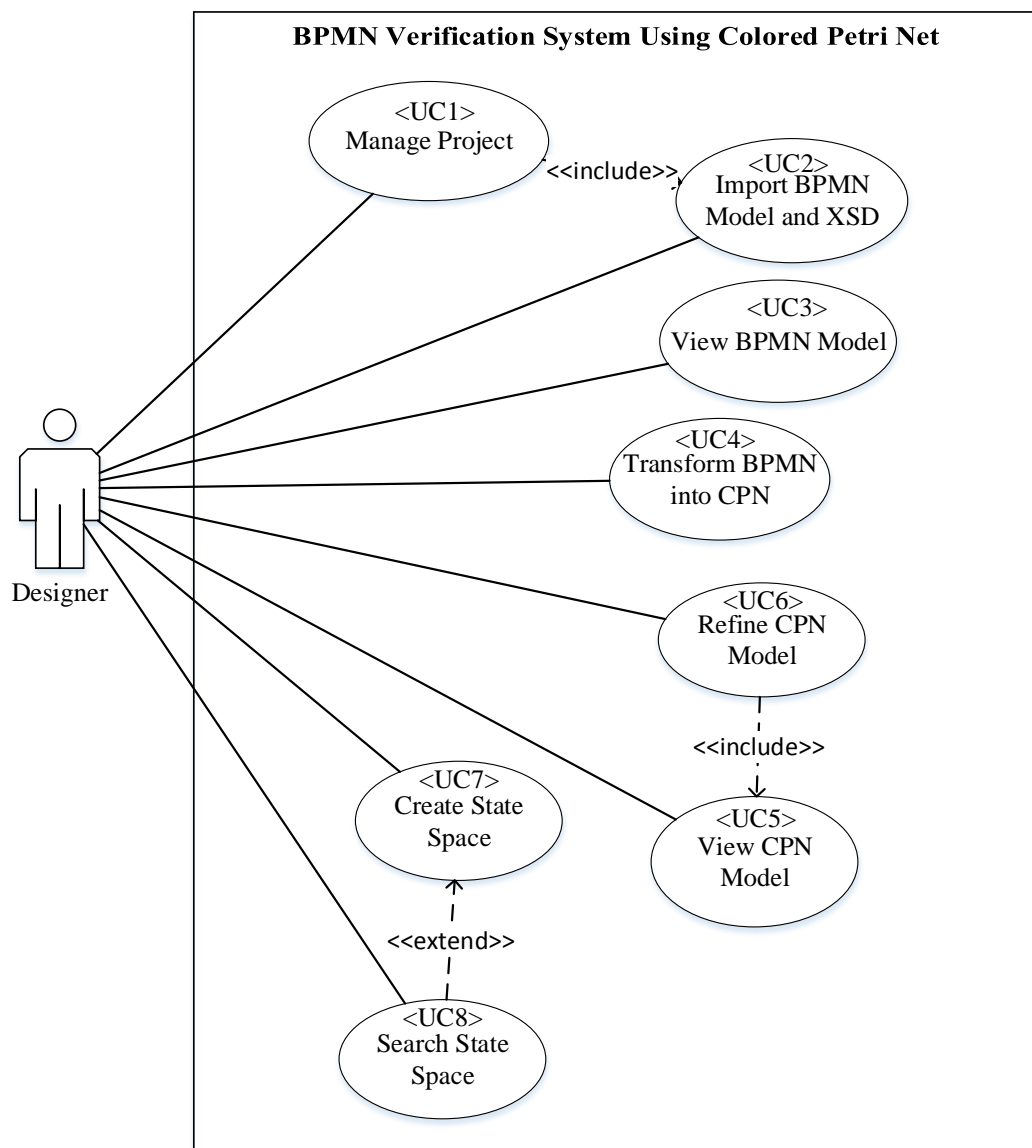 BPMN Verification System Using Colored Petri Net
<UC1>
Manage Project
<<include>>
<UC2>
Import BPMN
Model and XSD
<UC3>
View BPMN Model
<UC4>
Transform BPMN
into CPN
Designer
<UC6>
Refine CPN
Model
<<include>>
<UC7>
Create State
Space
<UC5>
View CPN
Model
<<extend>>
<UC8>
Search State
Space